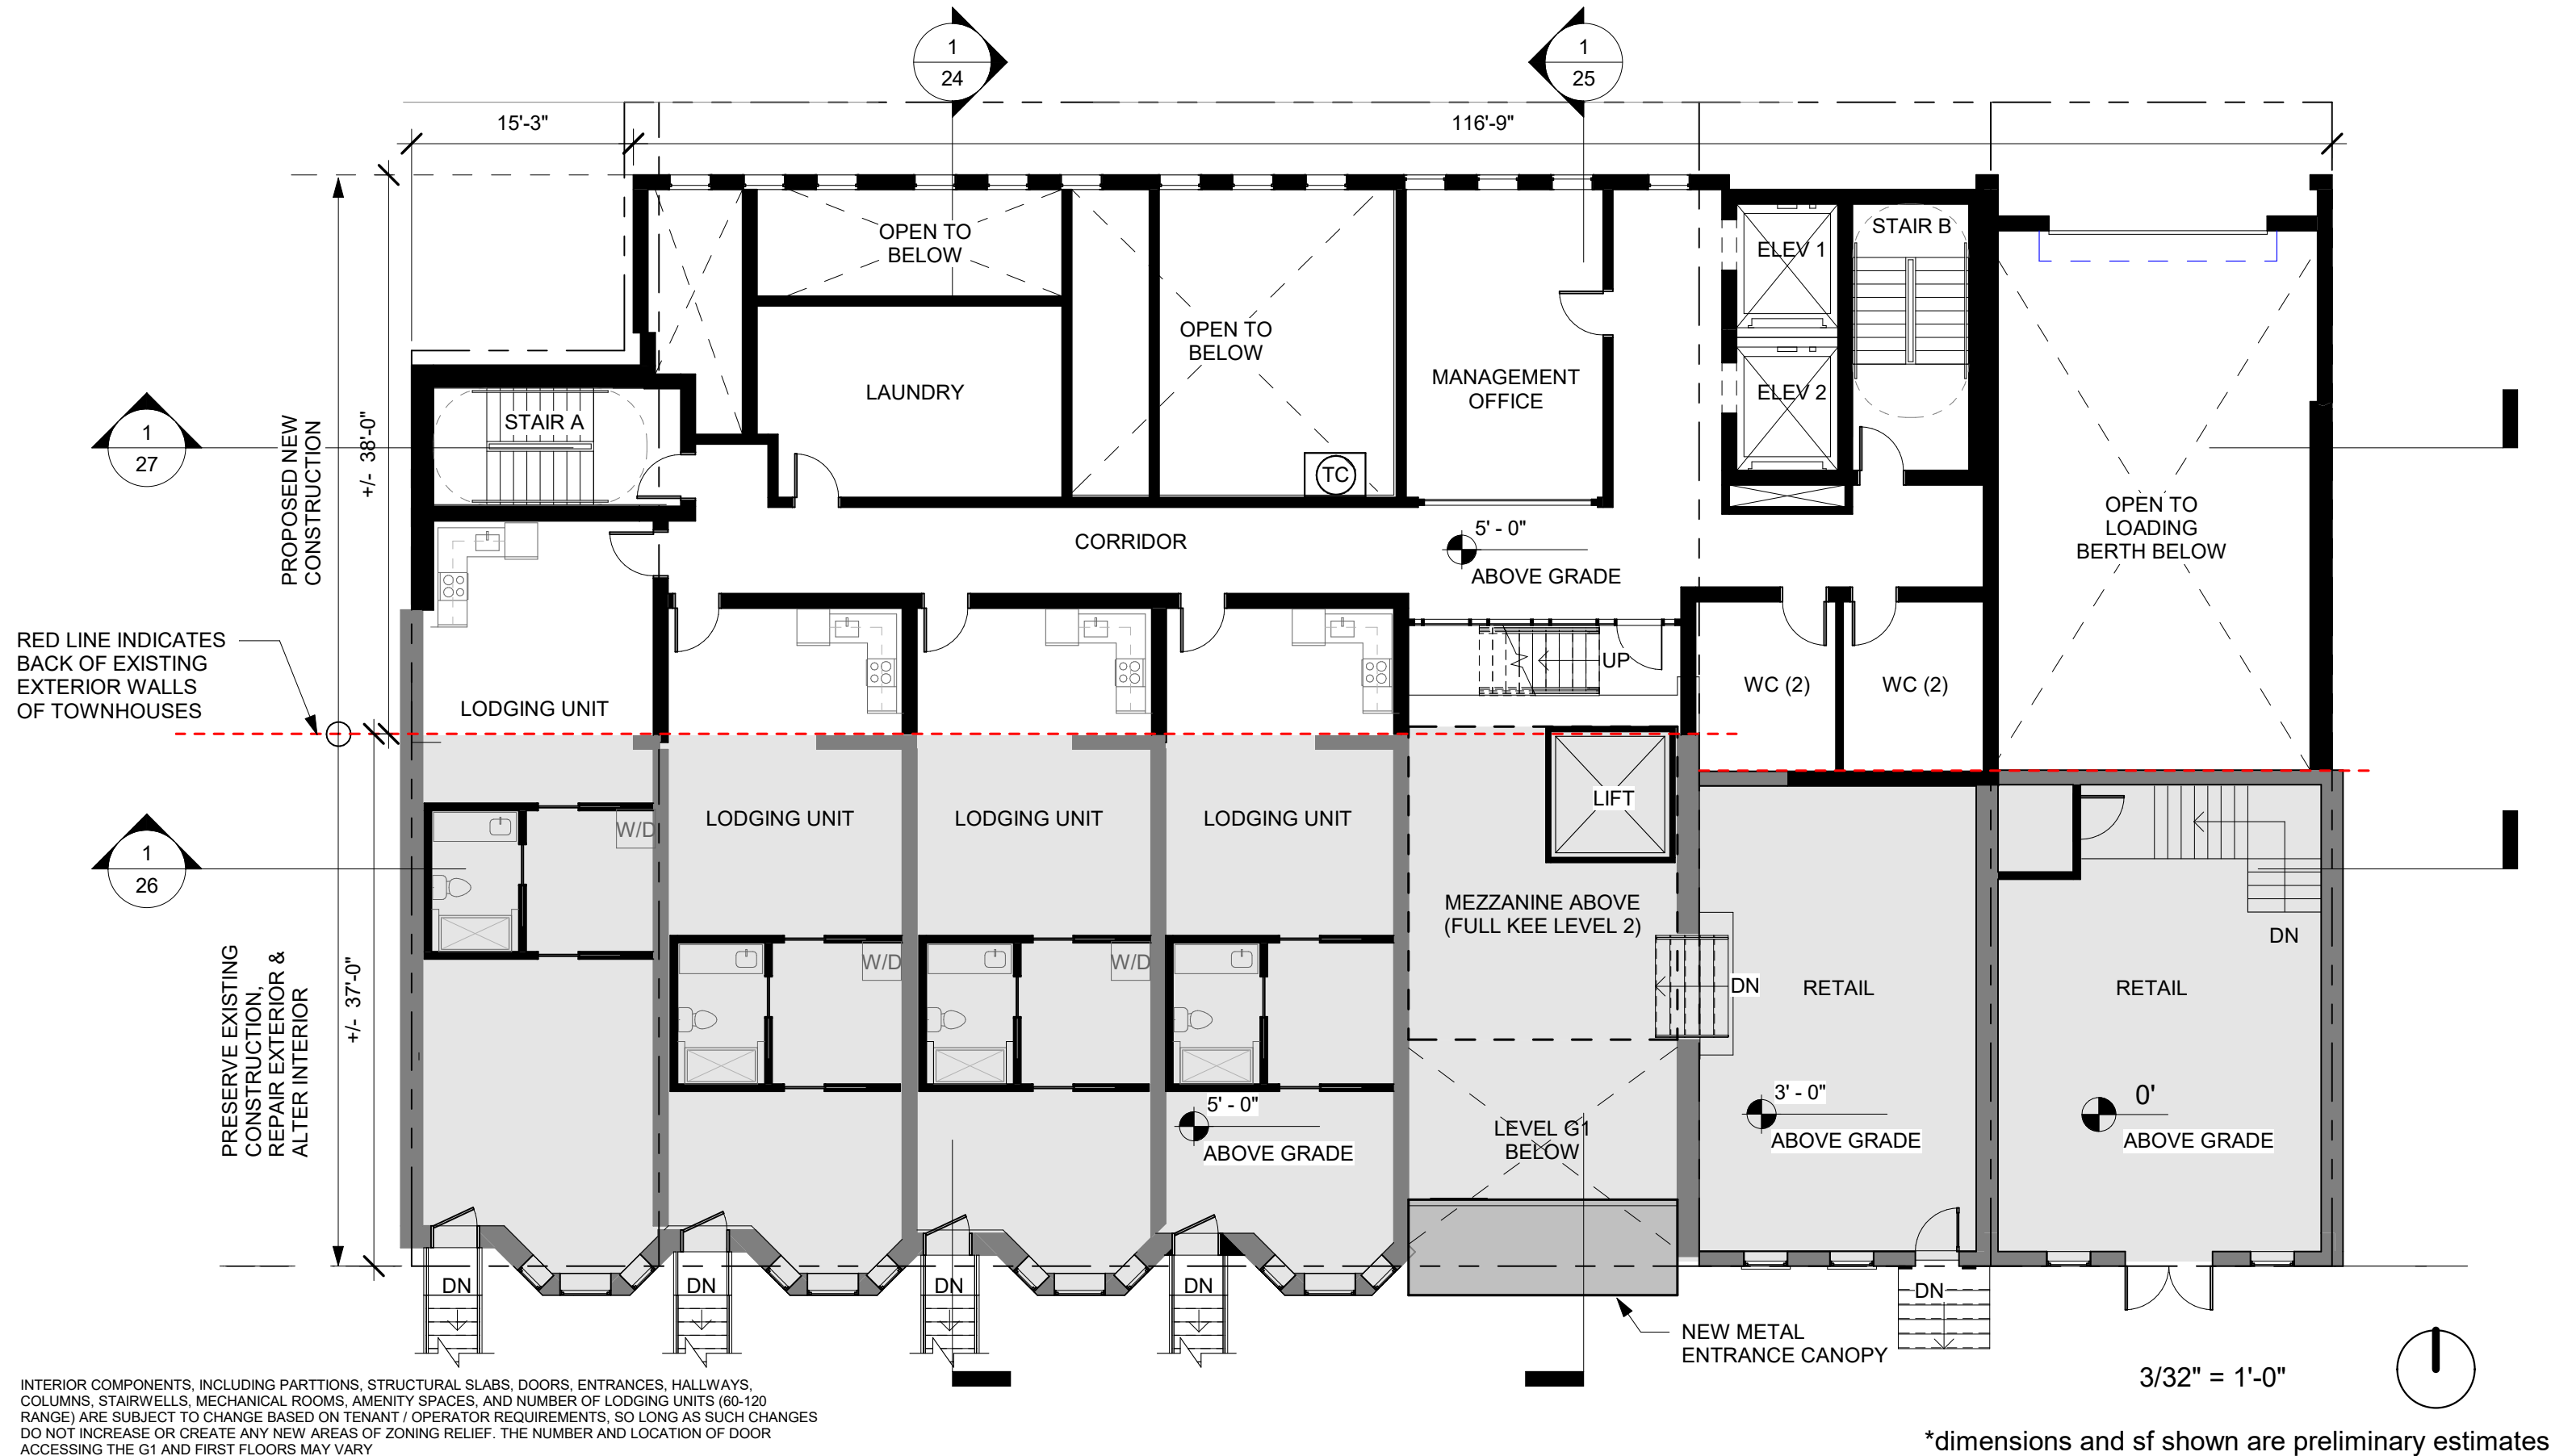 1
24
1
25
15'-3"
116'-9"
OPEN TO
BELOW
STAIR B
ELEV 1
OPEN TO
BELOW
MANAGEMENT
OFFICE
ELEV 2
LAUNDRY
STAIR A
1
27
PROPOSED NEW
CONSTRUCTION
+/- 38'-0"
TC
OPEN TO
LOADING
BERTH BELOW
CORRIDOR
5' - 0"
ABOVE GRADE
RED LINE INDICATES
BACK OF EXISTING
EXTERIOR WALLS
OF TOWNHOUSES
UP
WC (2)
WC (2)
LODGING UNIT
LIFT
LODGING UNIT
LODGING UNIT
LODGING UNIT
W/D
1
26
MEZZANINE ABOVE
(FULL KEE LEVEL 2)
DN
W/D
W/D
DN
RETAIL
RETAIL
PRESERVE EXISTING
CONSTRUCTION,
REPAIR EXTERIOR &
ALTER INTERIOR
+/- 37'-0"
5' - 0"
ABOVE GRADE
LEVEL G1
BELOW
3' - 0"
ABOVE GRADE
0'
ABOVE GRADE
DN
DN
DN
DN
DN
NEW METAL
ENTRANCE CANOPY
3/32" = 1'-0"
INTERIOR COMPONENTS, INCLUDING PARTTIONS, STRUCTURAL SLABS, DOORS, ENTRANCES, HALLWAYS,
COLUMNS, STAIRWELLS, MECHANICAL ROOMS, AMENITY SPACES, AND NUMBER OF LODGING UNITS (60-120
RANGE) ARE SUBJECT TO CHANGE BASED ON TENANT / OPERATOR REQUIREMENTS, SO LONG AS SUCH CHANGES
DO NOT INCREASE OR CREATE ANY NEW AREAS OF ZONING RELIEF. THE NUMBER AND LOCATION OF DOOR
ACCESSING THE G1 AND FIRST FLOORS MAY VARY
*dimensions and sf shown are preliminary estimates